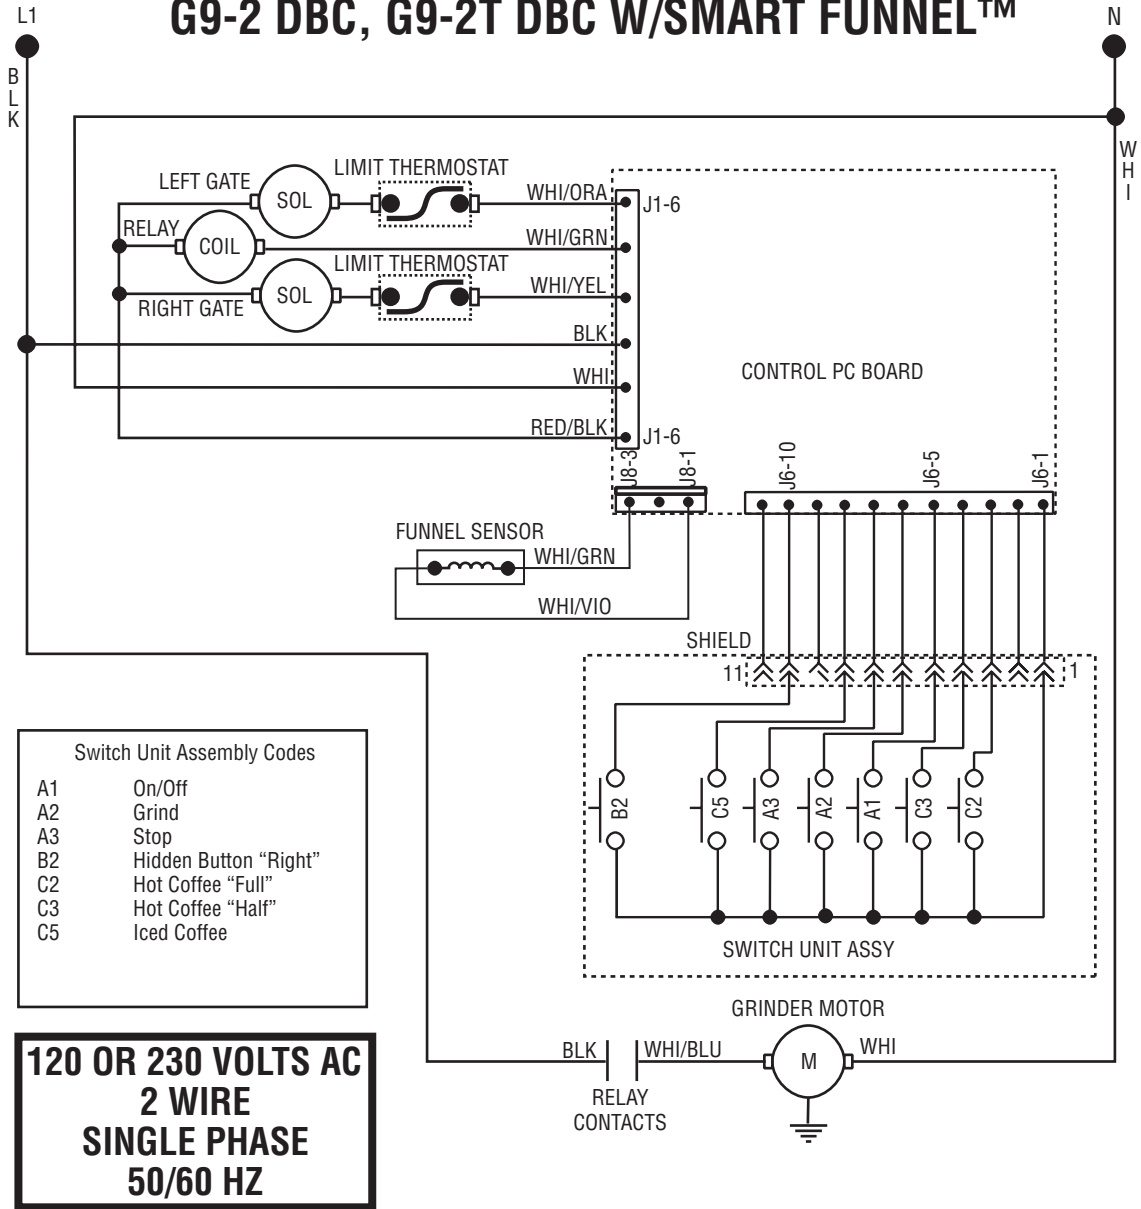 G9-2 DBC, G9-2T DBC W/SMART FUNNEL™
L1
N
BLK
WHI
LEFT GATE
SOL
LIMIT THERMOSTAT
WHI/ORA
J1-6
RELAY
COIL
WHI/GRN
LIMIT THERMOSTAT
RIGHT GATE
SOL
WHI/YEL
BLK
WHI
CONTROL PC BOARD
RED/BLK
J1-6
J8-3
J8-1
J6-10
J6-5
J6-1
FUNNEL SENSOR
WHI/GRN
WHI/VIO
SHIELD
11
1
B2
C5
A3
A2
A1
C3
C2
SWITCH UNIT ASSY
Switch Unit Assembly Codes
A1 On/Off
A2 Grind
A3 Stop
B2 Hidden Button “Right”
C2 Hot Coffee “Full”
C3 Hot Coffee “Half”
C5 Iced Coffee
GRINDER MOTOR
BLK
WHI/BLU
M
WHI
RELAY
CONTACTS
120 OR 230 VOLTS AC
2 WIRE
SINGLE PHASE
50/60 HZ